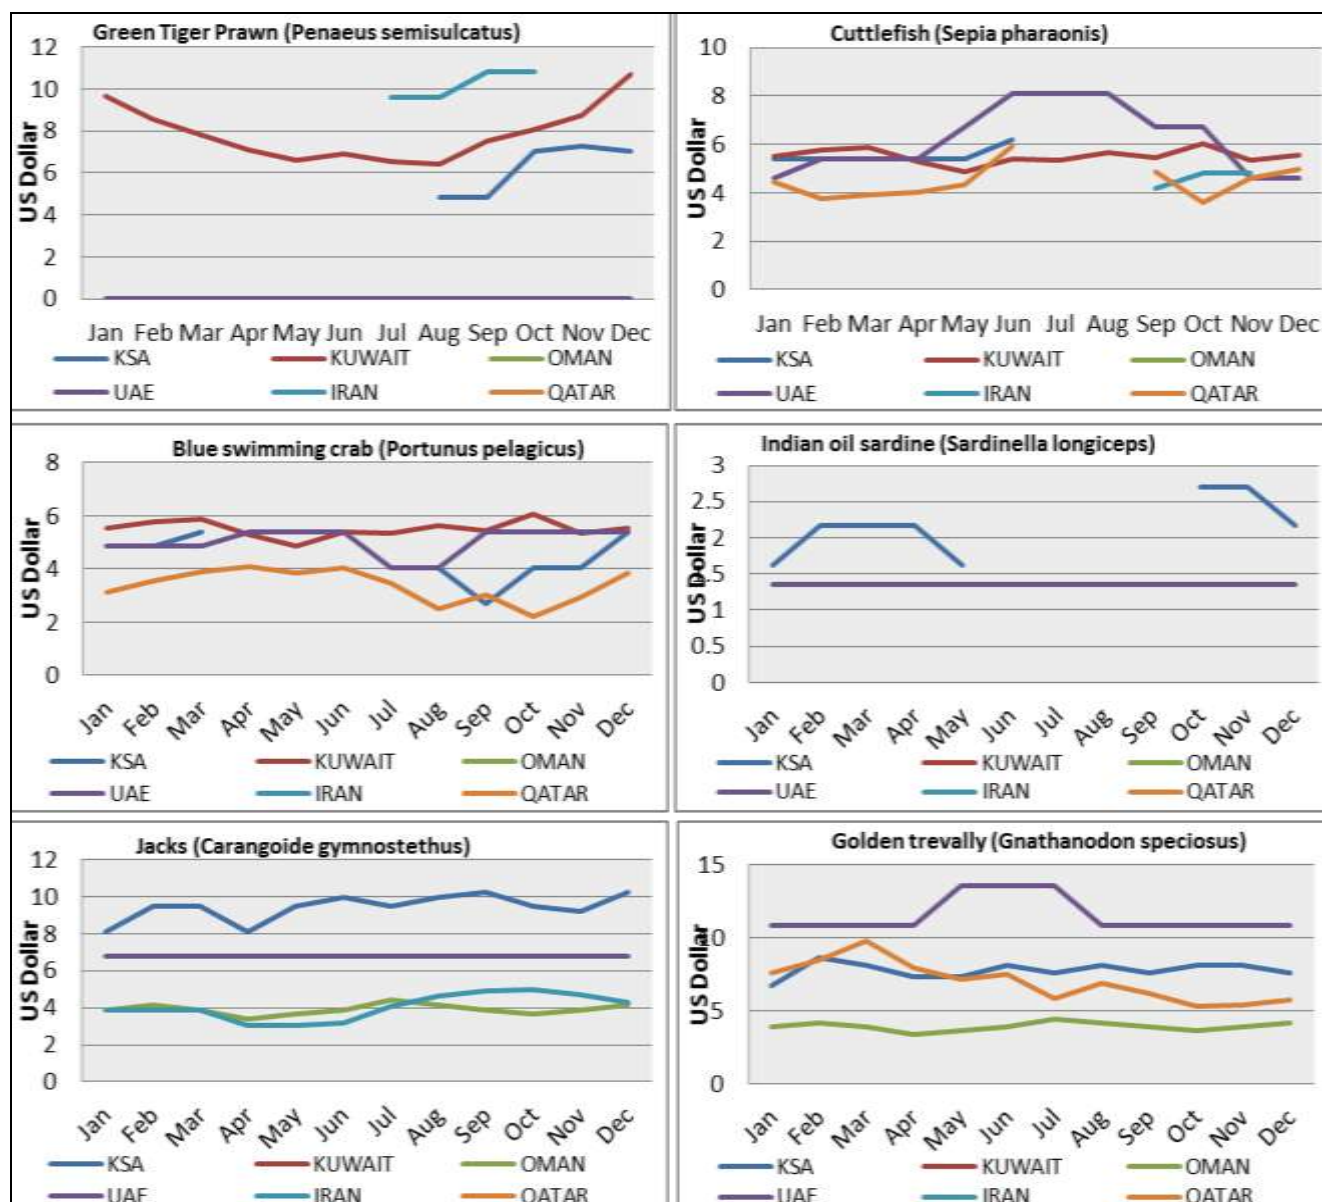 Green Tiger Prawn (Penaeus semisulcatus)
12
10
8
6
4
2
0
US Dollar
Jan Feb Mar Apr May Jun Jul Aug Sep Oct Nov Dec
KSA KUWAIT OMAN
UAE IRAN QATAR
Cuttlefish (Sepia pharaonis)
10
8
6
4
2
0
US Dollar
Jan Feb Mar Apr May Jun Jul Aug Sep Oct Nov Dec
KSA KUWAIT OMAN
UAE IRAN QATAR
Blue swimming crab (Portunus pelagicus)
8
6
4
2
0
US Dollar
Jan Feb Mar Apr May Jun Jul Aug Sep Oct Nov Dec
KSA KUWAIT OMAN
UAE IRAN QATAR
Indian oil sardine (Sardinella longiceps)
3
2.5
2
1.5
1
0.5
0
US Dollar
Jan Feb Mar Apr May Jun Jul Aug Sep Oct Nov Dec
KSA KUWAIT OMAN
UAE IRAN QATAR
Jacks (Carangoide gymnostethus)
12
10
8
6
4
2
0
US Dollar
Jan Feb Mar Apr May Jun Jul Aug Sep Oct Nov Dec
KSA KUWAIT OMAN
UAE IRAN QATAR
Golden trevally (Gnathanodon speciosus)
15
10
5
0
US Dollar
Jan Feb Mar Apr May Jun Jul Aug Sep Oct Nov Dec
KSA KUWAIT OMAN
UAE IRAN QATAR